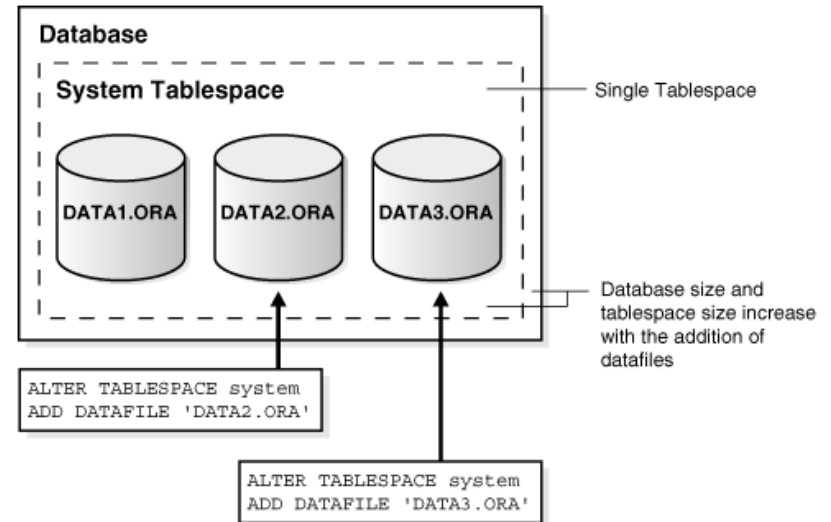 Database
System Tablespace
Single Tablespace
DATA1.ORA
DATA2.ORA
DATA3.ORA
Database size and
tablespace size increase
with the addition of
datafiles
ALTER TABLESPACE system
ADD DATAFILE 'DATA2.ORA'
ALTER TABLESPACE system
ADD DATAFILE 'DATA3.ORA'